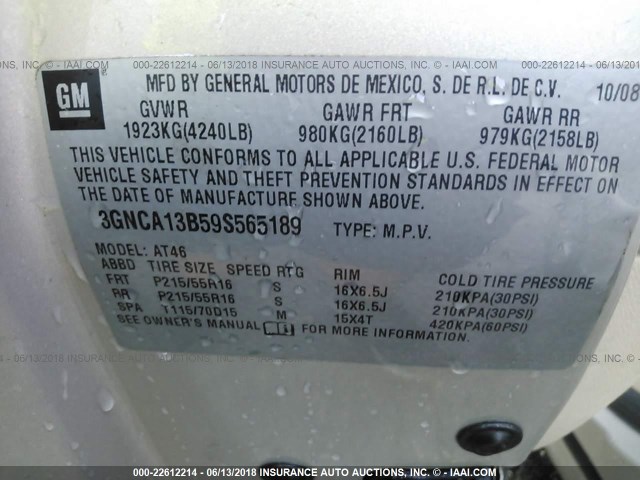 000-22612214 - 06/13/2018 INSURANCE AUTO AUCTIONS, INC. - © IAAI.COM
GM
MFD BY GENERAL MOTORS DE MEXICO, S. DE R.L. DE C.V. 10/08
GVWR GAWR FRT GAWR RR
1923KG(4240LB) 980KG(2160LB) 979KG(2158LB)
THIS VEHICLE CONFORMS TO ALL APPLICABLE U.S. FEDERAL MOTOR
VEHICLE SAFETY AND THEFT PREVENTION STANDARDS IN EFFECT ON
THE DATE OF MANUFACTURE SHOWN ABOVE.
3GNCA13B59S565189 TYPE: M.P.V.
MODEL: AT46
ABBD TIRE SIZE SPEED RTG RIM COLD TIRE PRESSURE
FRT P215/55R16 S 16X6.5J 210KPA(30PSI)
RR P215/55R16 S 16X6.5J 210KPA(30PSI)
SPA T115/70D15 M 15X4T 420KPA(60PSI)
SEE OWNER'S MANUAL FOR MORE INFORMATION.
000-22612214 - 06/13/2018 INSURANCE AUTO AUCTIONS, INC. - © IAAI.COM